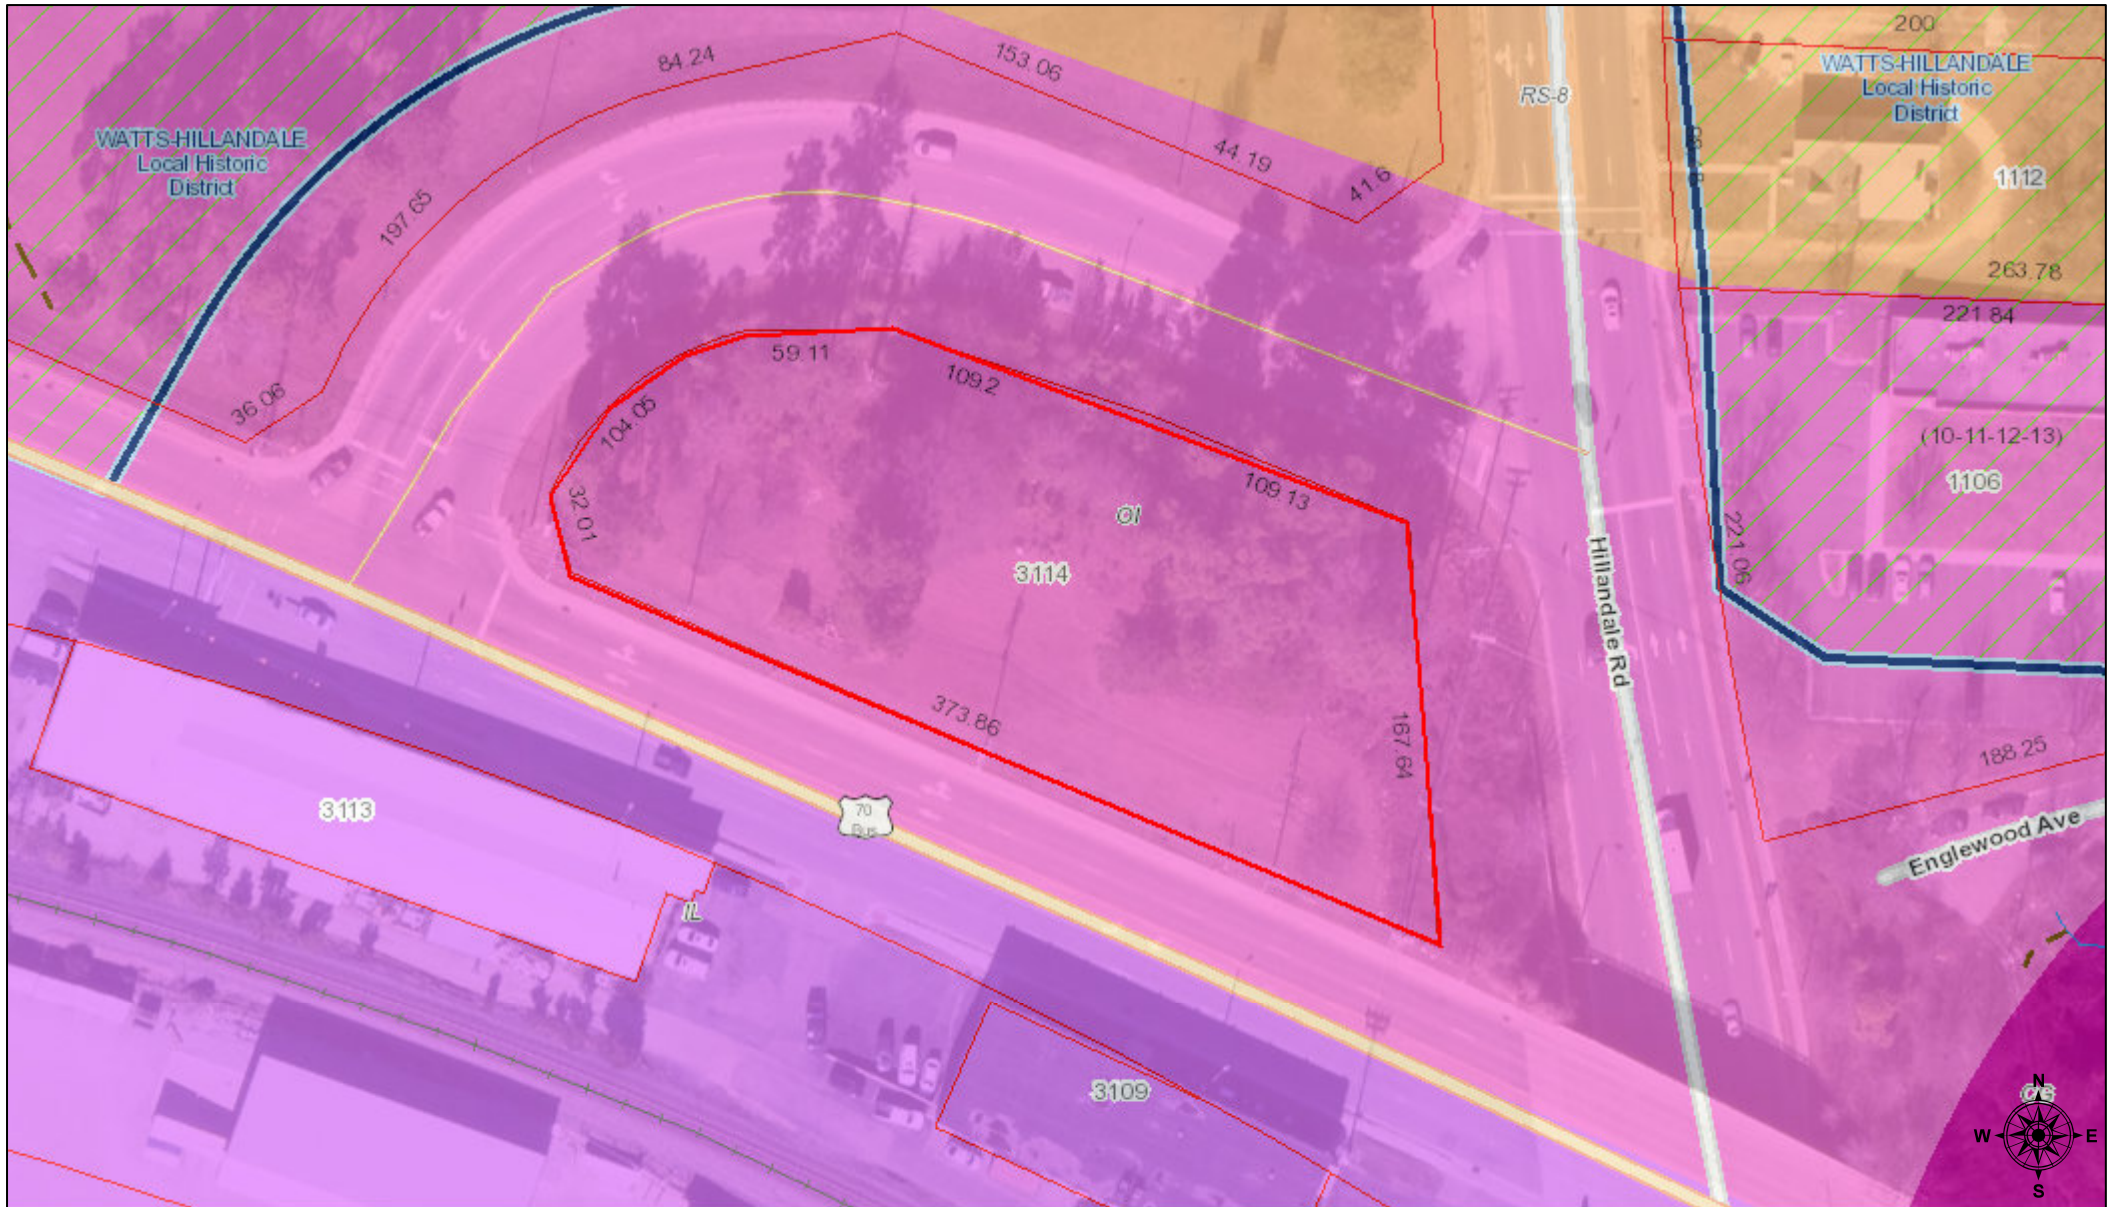 200
WATTS-HILLANDALE
Local Historic
District
84.24
153.06
RS-8
WATTS-HILLANDALE
Local Historic
District
44.19
41.6
1112
197.65
263.78
221.84
59.11
109.2
36.06
104.05
(10-11-12-13)
1106
32.01
109.13
OI
221.06
3114
Hillandale Rd
373.86
167.64
188.25
3113
70
Bus
Englewood Ave
IL
3109
CG
N
W
E
S